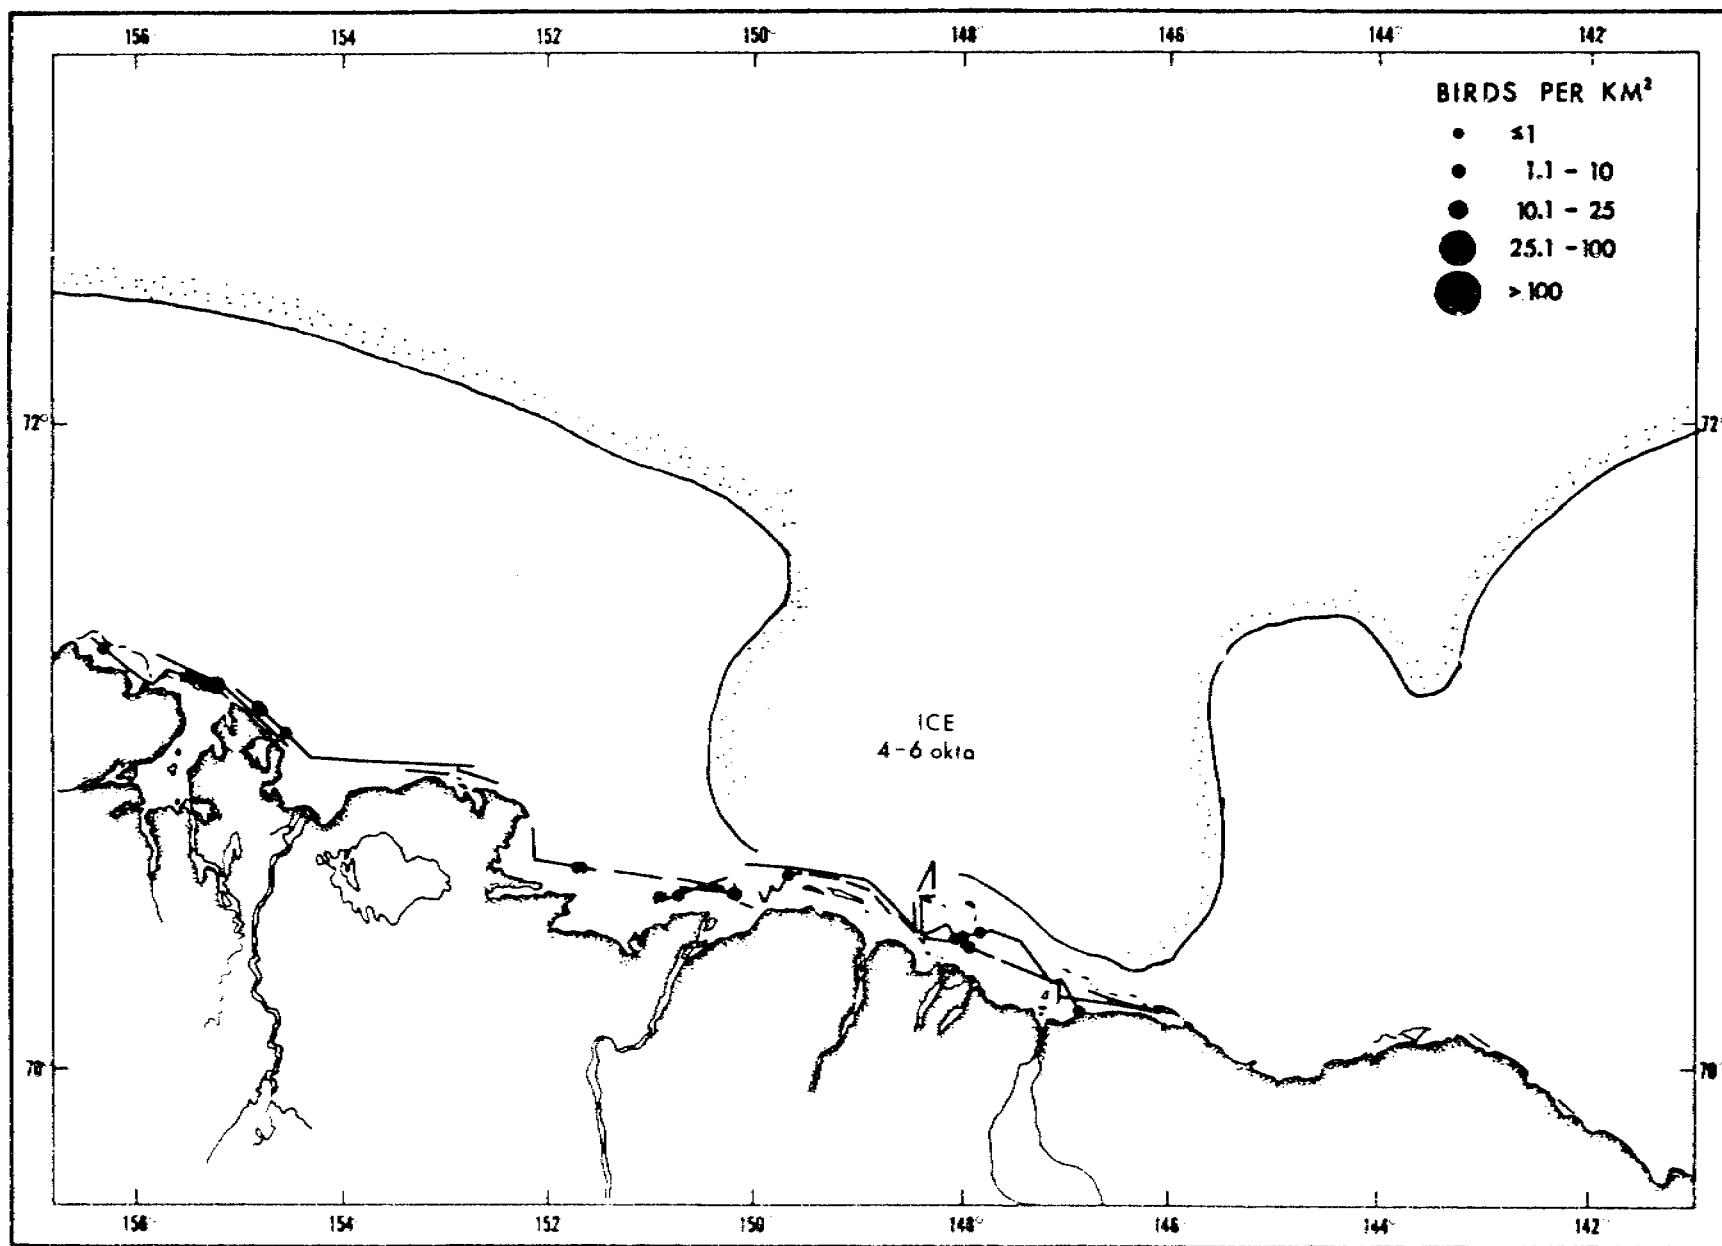 156° 154 152 150° 148° 146° 144° 142°
BIRDS PER KM²
≤1
1.1 - 10
10.1 - 25
25.1 - 100
> 100
72° 72°
ICE
4-6 okta
70° 70°
156° 154° 152 150° 148° 146 144° 142°